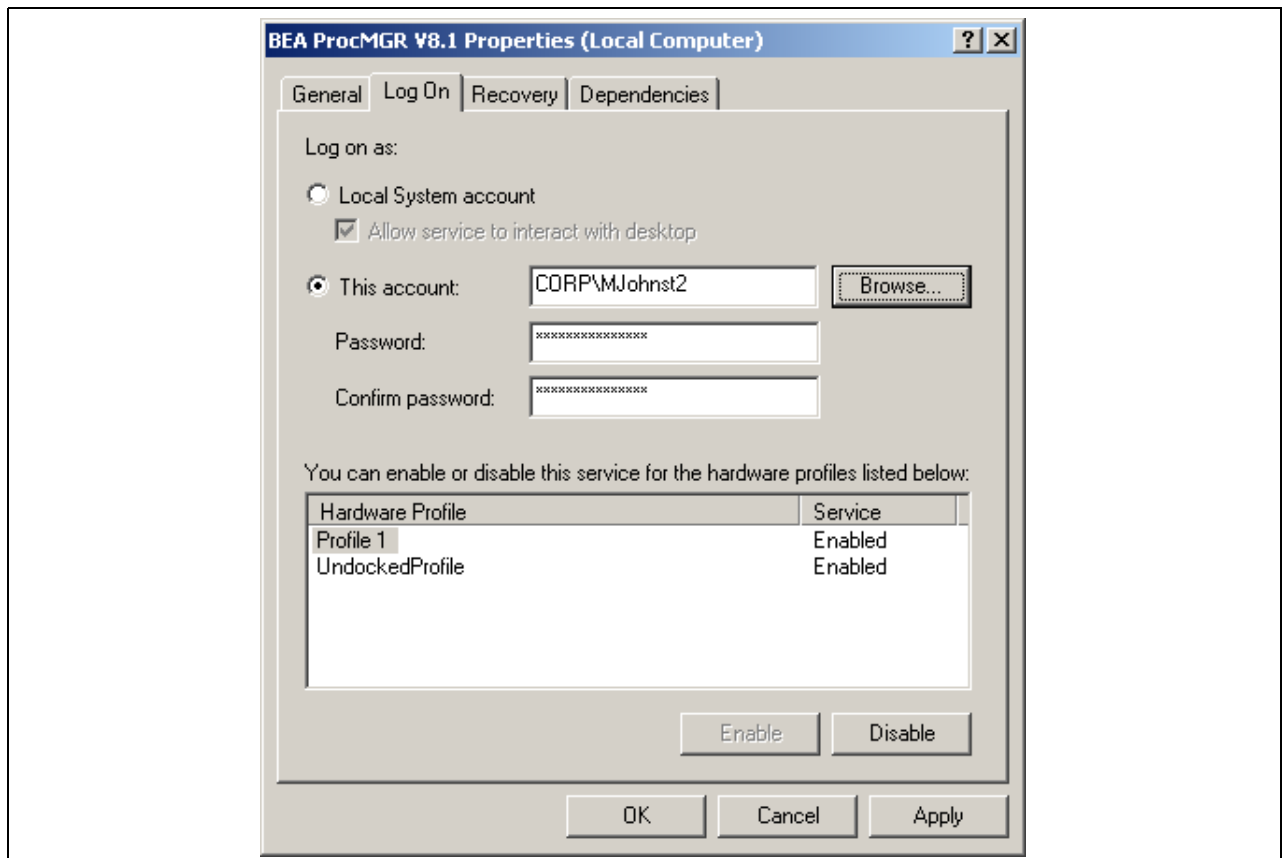 BEA ProcMGR V8.1 Properties (Local Computer)
General Log On Recovery Dependencies
Log on as:
Local System account
Allow service to interact with desktop
This account: CORP\MJohnst2 Browse...
Password: ***************
Confirm password: ***************
You can enable or disable this service for the hardware profiles listed below:
Hardware Profile Service
Profile 1 Enabled
UndockedProfile Enabled
Enable Disable
OK Cancel Apply